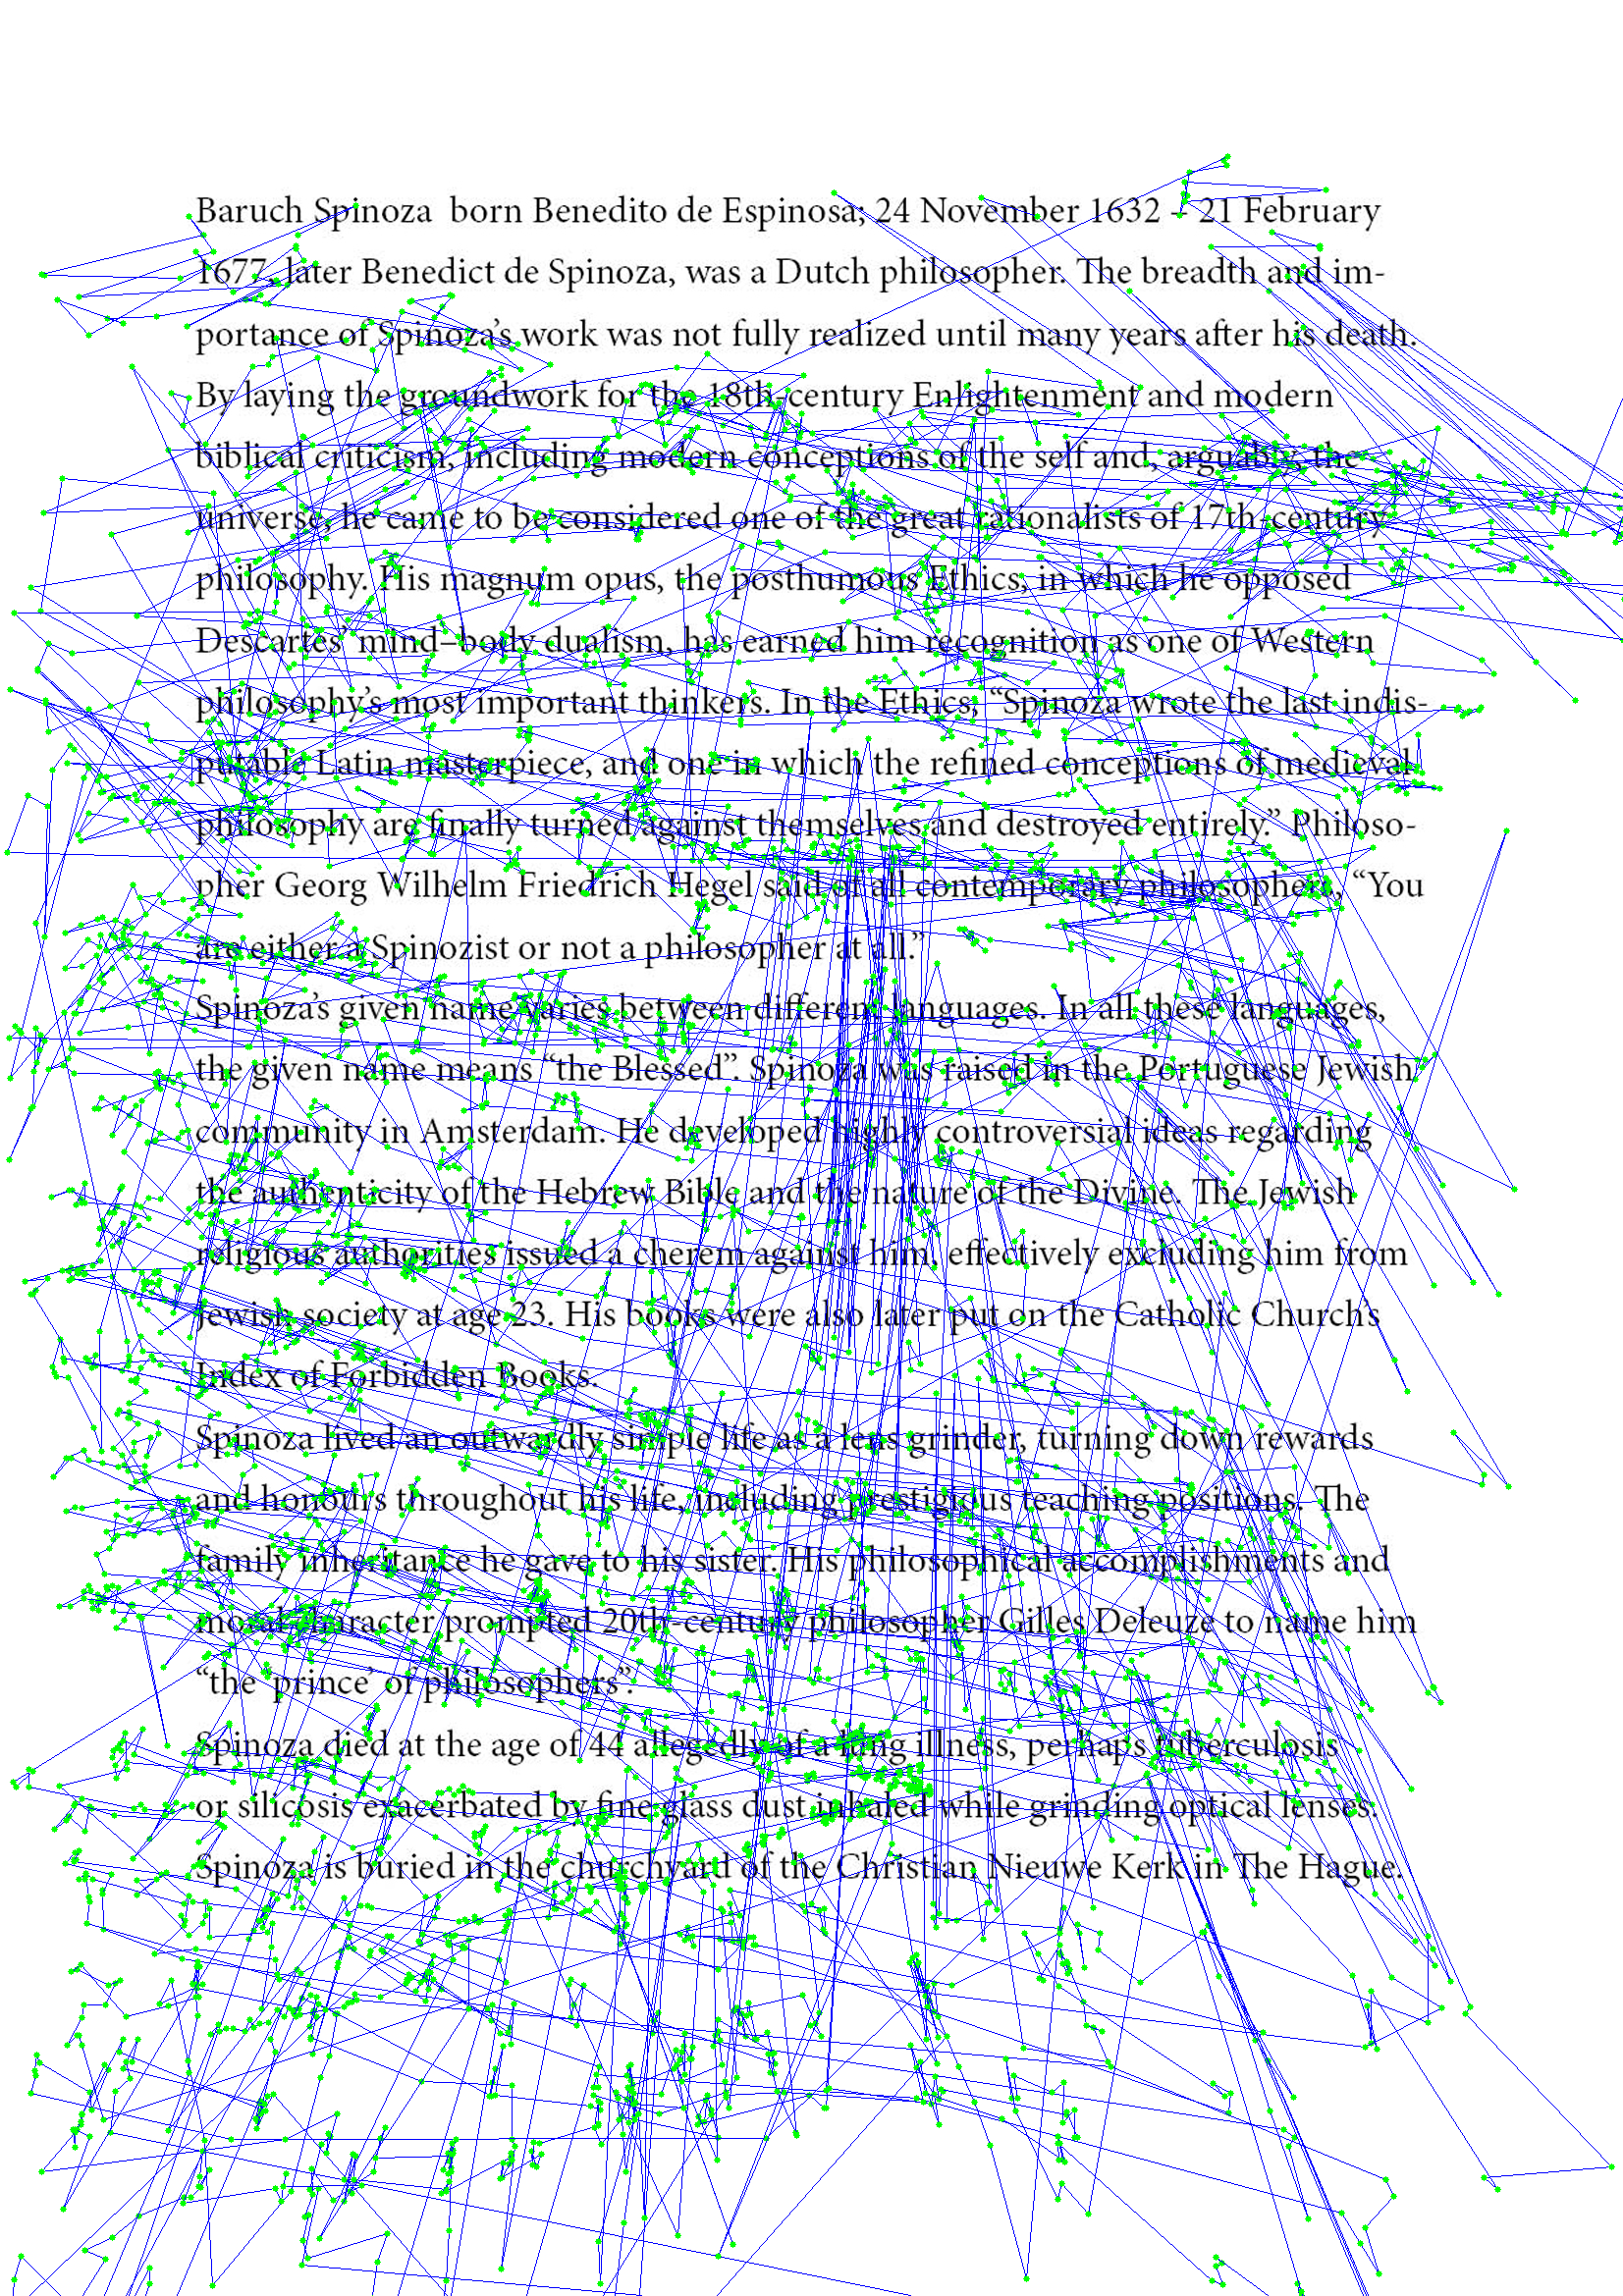 Baruch Spinoza born Benedito de Espinosa; 24 November 1632 – 21 February
1677, later Benedict de Spinoza, was a Dutch philosopher. The breadth and im-
portance of Spinoza’s work was not fully realized until many years after his death.
By laying the groundwork for the 18th-century Enlightenment and modern
biblical criticism, including modern conceptions of the self and, arguably, the
universe, he came to be considered one of the great rationalists of 17th-century
philosophy. His magnum opus, the posthumous Ethics, in which he opposed
Descartes’ mind–body dualism, has earned him recognition as one of Western
philosophy’s most important thinkers. In the Ethics, “Spinoza wrote the last indis-
putable Latin masterpiece, and one in which the refined conceptions of medieval
philosophy are finally turned against themselves and destroyed entirely.” Philoso-
pher Georg Wilhelm Friedrich Hegel said of all contemporary philosophers, “You
are either a Spinozist or not a philosopher at all.”
Spinoza’s given name varies between different languages. In all these languages,
the given name means “the Blessed”. Spinoza was raised in the Portuguese Jewish
community in Amsterdam. He developed highly controversial ideas regarding
the authenticity of the Hebrew Bible and the nature of the Divine. The Jewish
religious authorities issued a cherem against him, effectively excluding him from
Jewish society at age 23. His books were also later put on the Catholic Church’s
Index of Forbidden Books.
Spinoza lived an outwardly simple life as a lens grinder, turning down rewards
and honours throughout his life, including prestigious teaching positions. The
family inheritance he gave to his sister. His philosophical accomplishments and
moral character prompted 20th-century philosopher Gilles Deleuze to name him
“the ‘prince’ of philosophers”.
Spinoza died at the age of 44 allegedly of a lung illness, perhaps tuberculosis
or silicosis exacerbated by fine glass dust inhaled while grinding optical lenses.
Spinoza is buried in the churchyard of the Christian Nieuwe Kerk in The Hague.